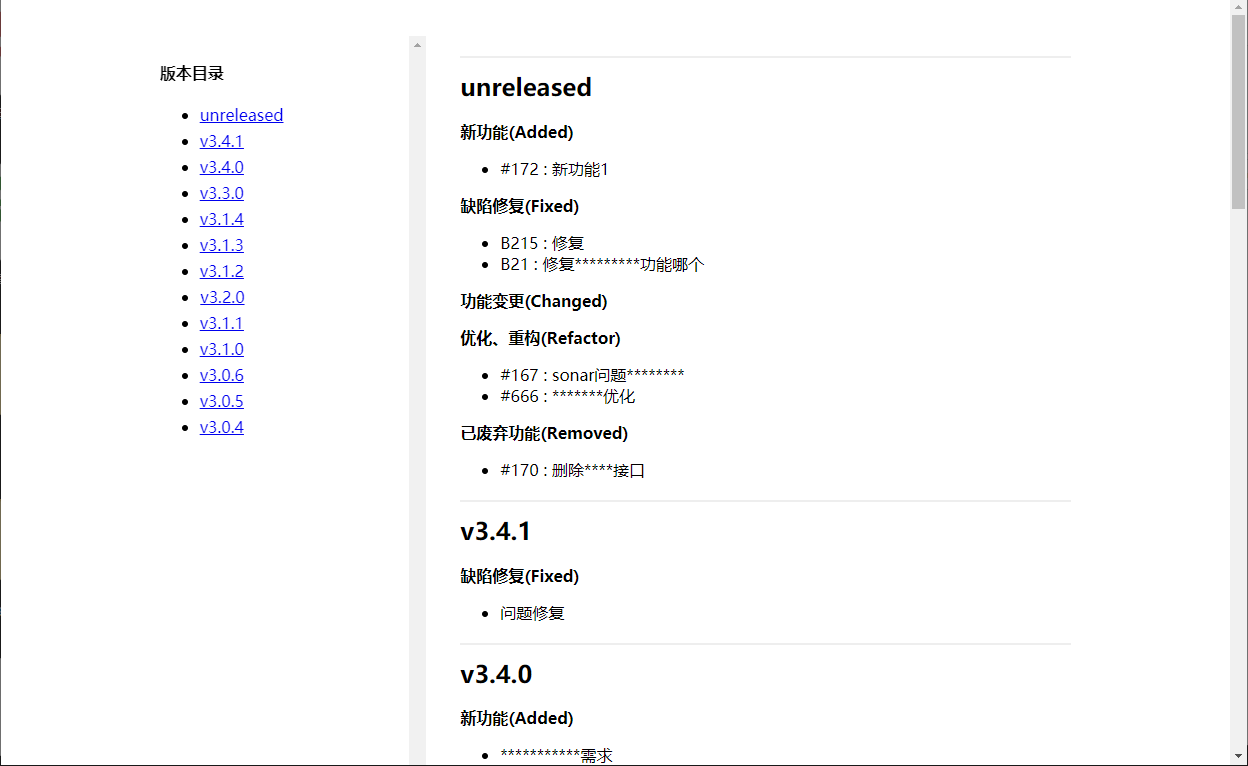 版本目录
unreleased
v3.4.1
v3.4.0
v3.3.0
v3.1.4
v3.1.3
v3.1.2
v3.2.0
v3.1.1
v3.1.0
v3.0.6
v3.0.5
v3.0.4
unreleased
新功能(Added)
#172 : 新功能1
缺陷修复(Fixed)
B215 : 修复
B21 : 修复*********功能哪个
功能变更(Changed)
优化、重构(Refactor)
#167 : sonar问题********
#666 : *******优化
已废弃功能(Removed)
#170 : 删除****接口
v3.4.1
缺陷修复(Fixed)
问题修复
v3.4.0
新功能(Added)
***********需求